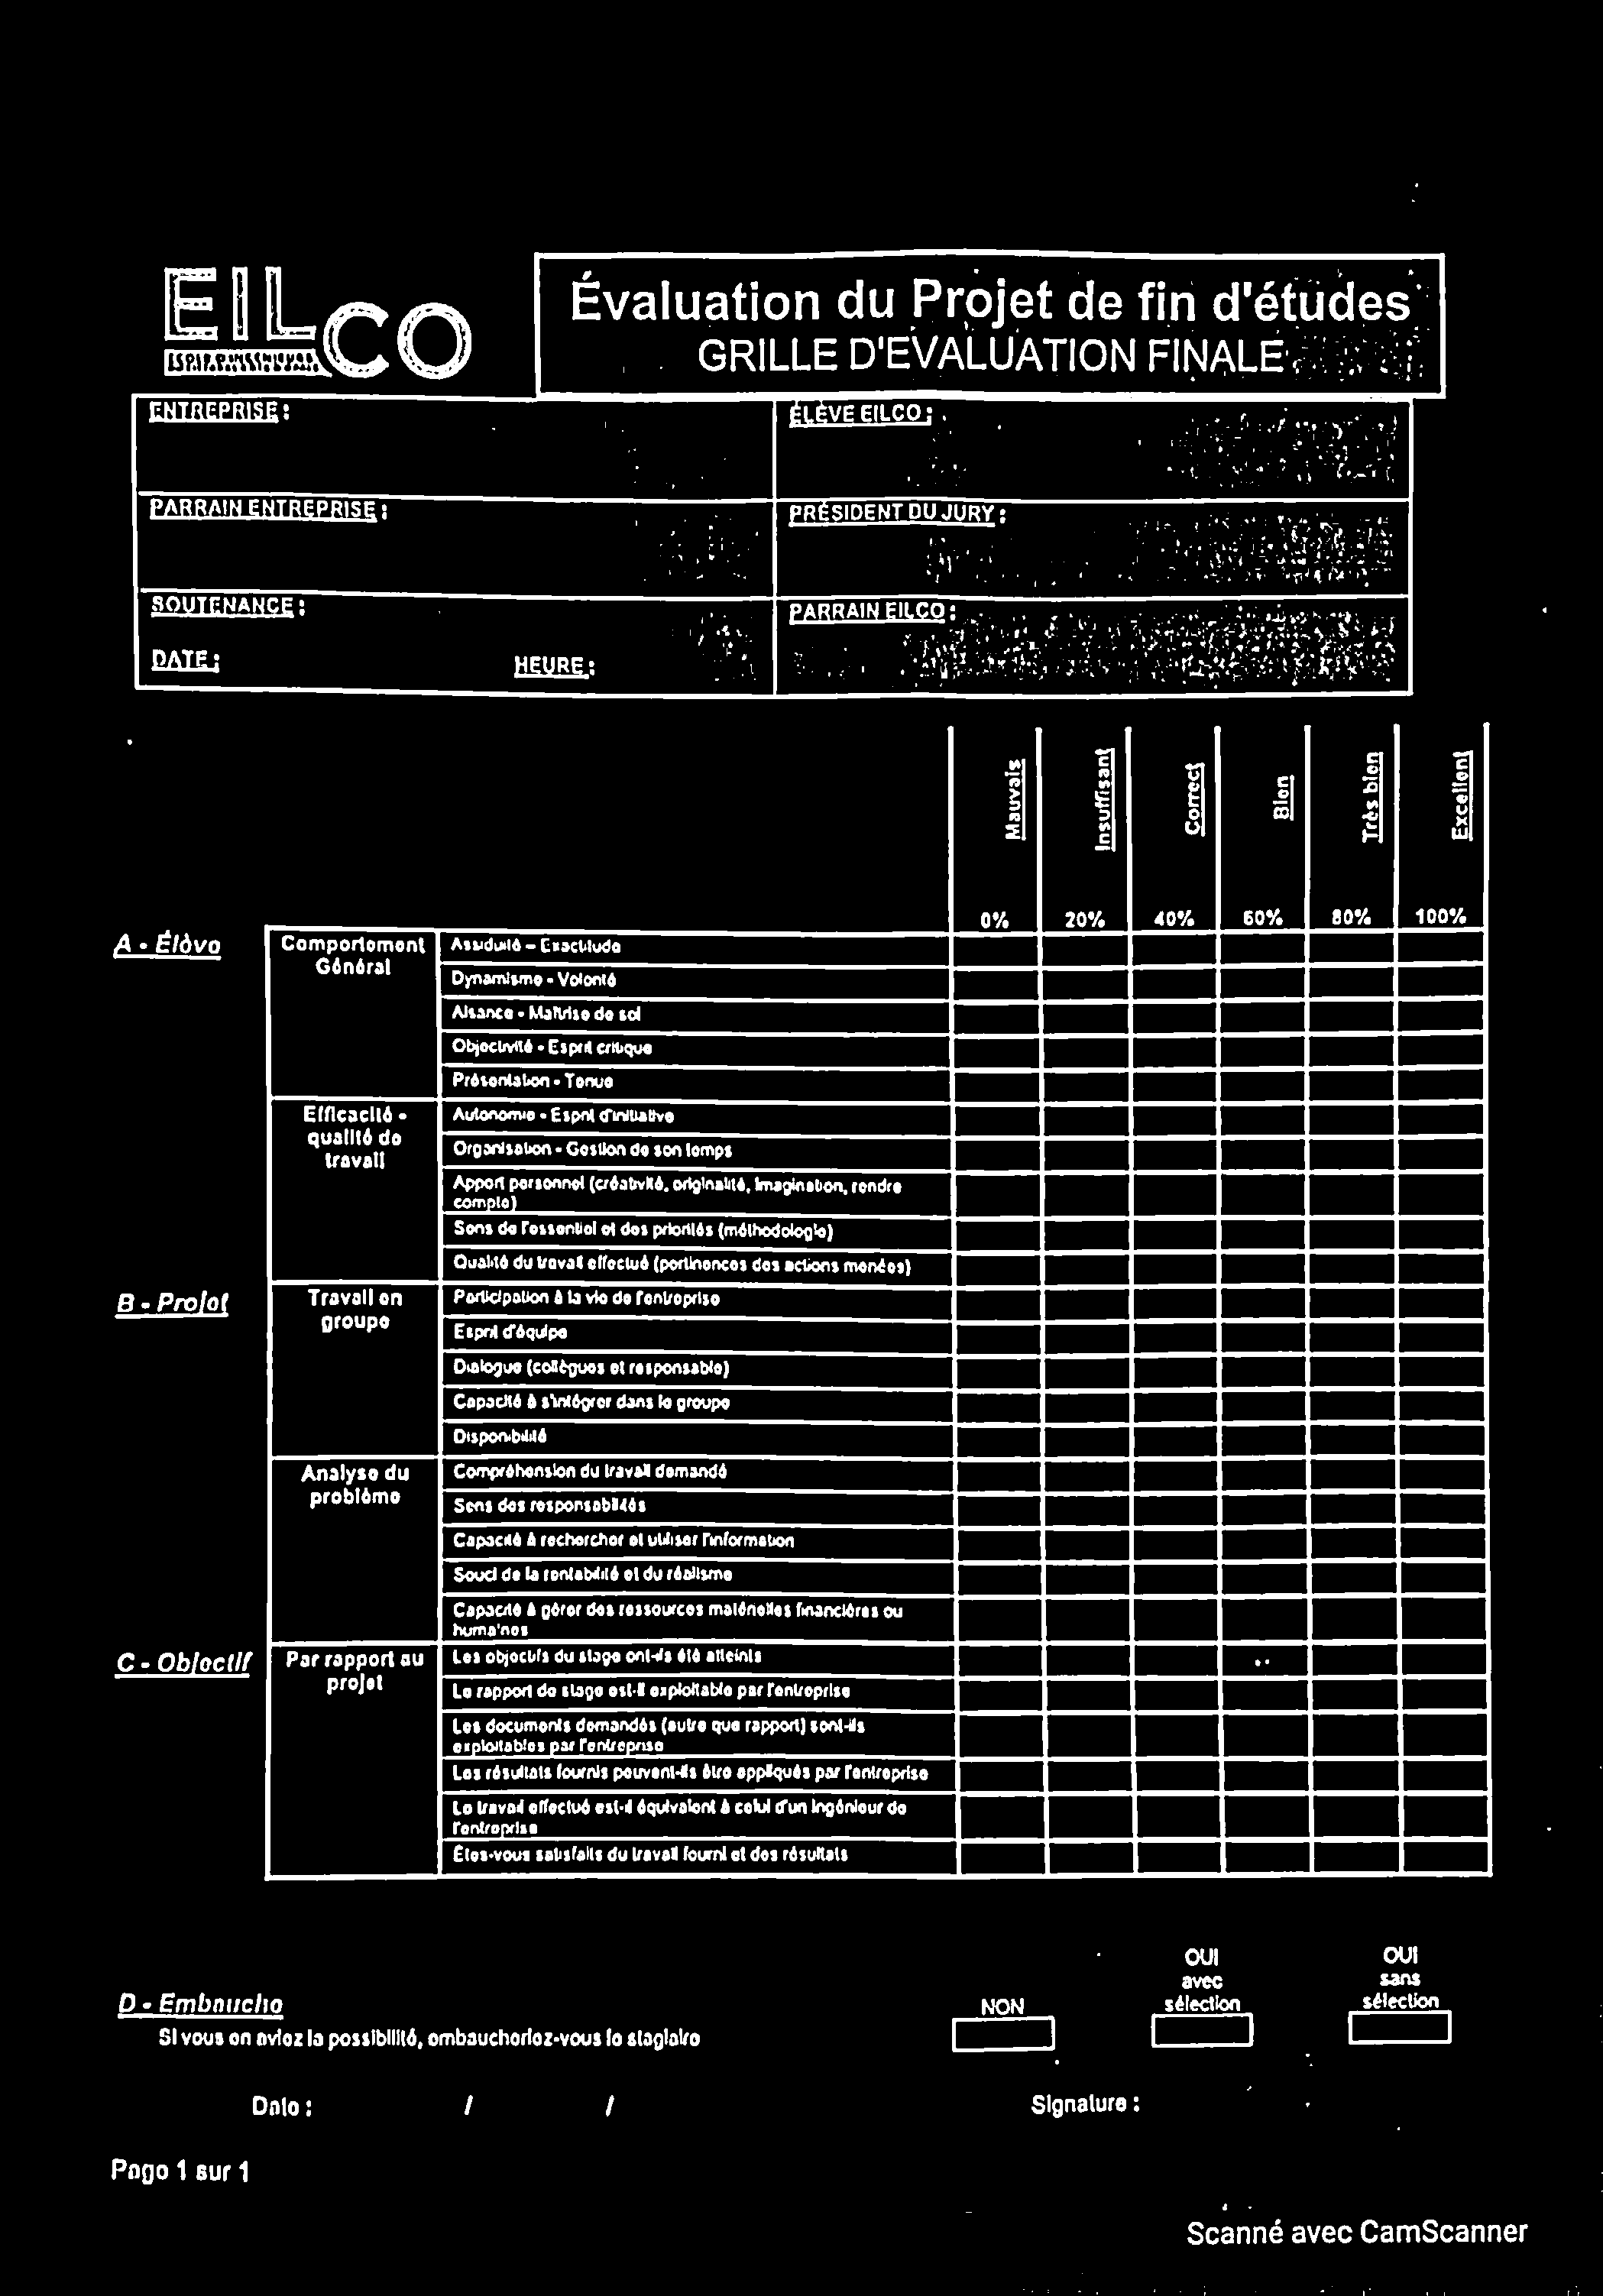 EILCO
Évaluation du Projet de fin d'études
GRILLE D'EVALUATION FINALE
ENTREPRISE :
ÉLÈVE EILCO :
PARRAIN ENTREPRISE :
PRÉSIDENT DU JURY :
SOUTENANCE :
PARRAIN EILCO :
DATE :
HEURE :
Mauvais
Insuffisant
Correct
Bien
Très bien
Excellent
0% 20% 40% 60% 80% 100%
A - Élève
Comportement
Général
Assiduité – Exactitude
Dynamisme - Volonté
Aisance - Maîtrise de soi
Objectivité - Esprit critique
Présentation - Tenue
Efficacité -
qualité de
travail
Autonomie - Esprit d'initiative
Organisation - Gestion de son temps
Apport personnel (créativité, originalité, imagination, rendre
compte)
Sens de l'essentiel et des priorités (méthodologie)
Qualité du travail effectué (pertinences des actions menées)
B - Projet
Travail en
groupe
Participation à la vie de l'entreprise
Esprit d'équipe
Dialogue (collègues et responsable)
Capacité à s'intégrer dans le groupe
Disponibilité
Analyse du
problème
Compréhension du travail demandé
Sens des responsabilités
Capacité à rechercher et utiliser l'information
Souci de la rentabilité et du réalisme
Capacité à gérer des ressources matérielles financières ou
humaines
C - Objectif
Par rapport au
projet
Les objectifs du stage ont-ils été atteints
Le rapport de stage est-il exploitable par l'entreprise
Les documents demandés (autre que rapport) sont-ils
exploitables par l'entreprise
Les résultats fournis peuvent-ils être appliqués par l'entreprise
Le travail effectué est-il équivalent à celui d'un ingénieur de
l'entreprise
Êtes-vous satisfaits du travail fourni et des résultats
D - Embauche
Si vous en aviez la possibilité, embaucheriez-vous le stagiaire
NON
OUI
avec
sélection
OUI
sans
sélection
Date : / /
Signature :
Page 1 sur 1
Scanné avec CamScanner